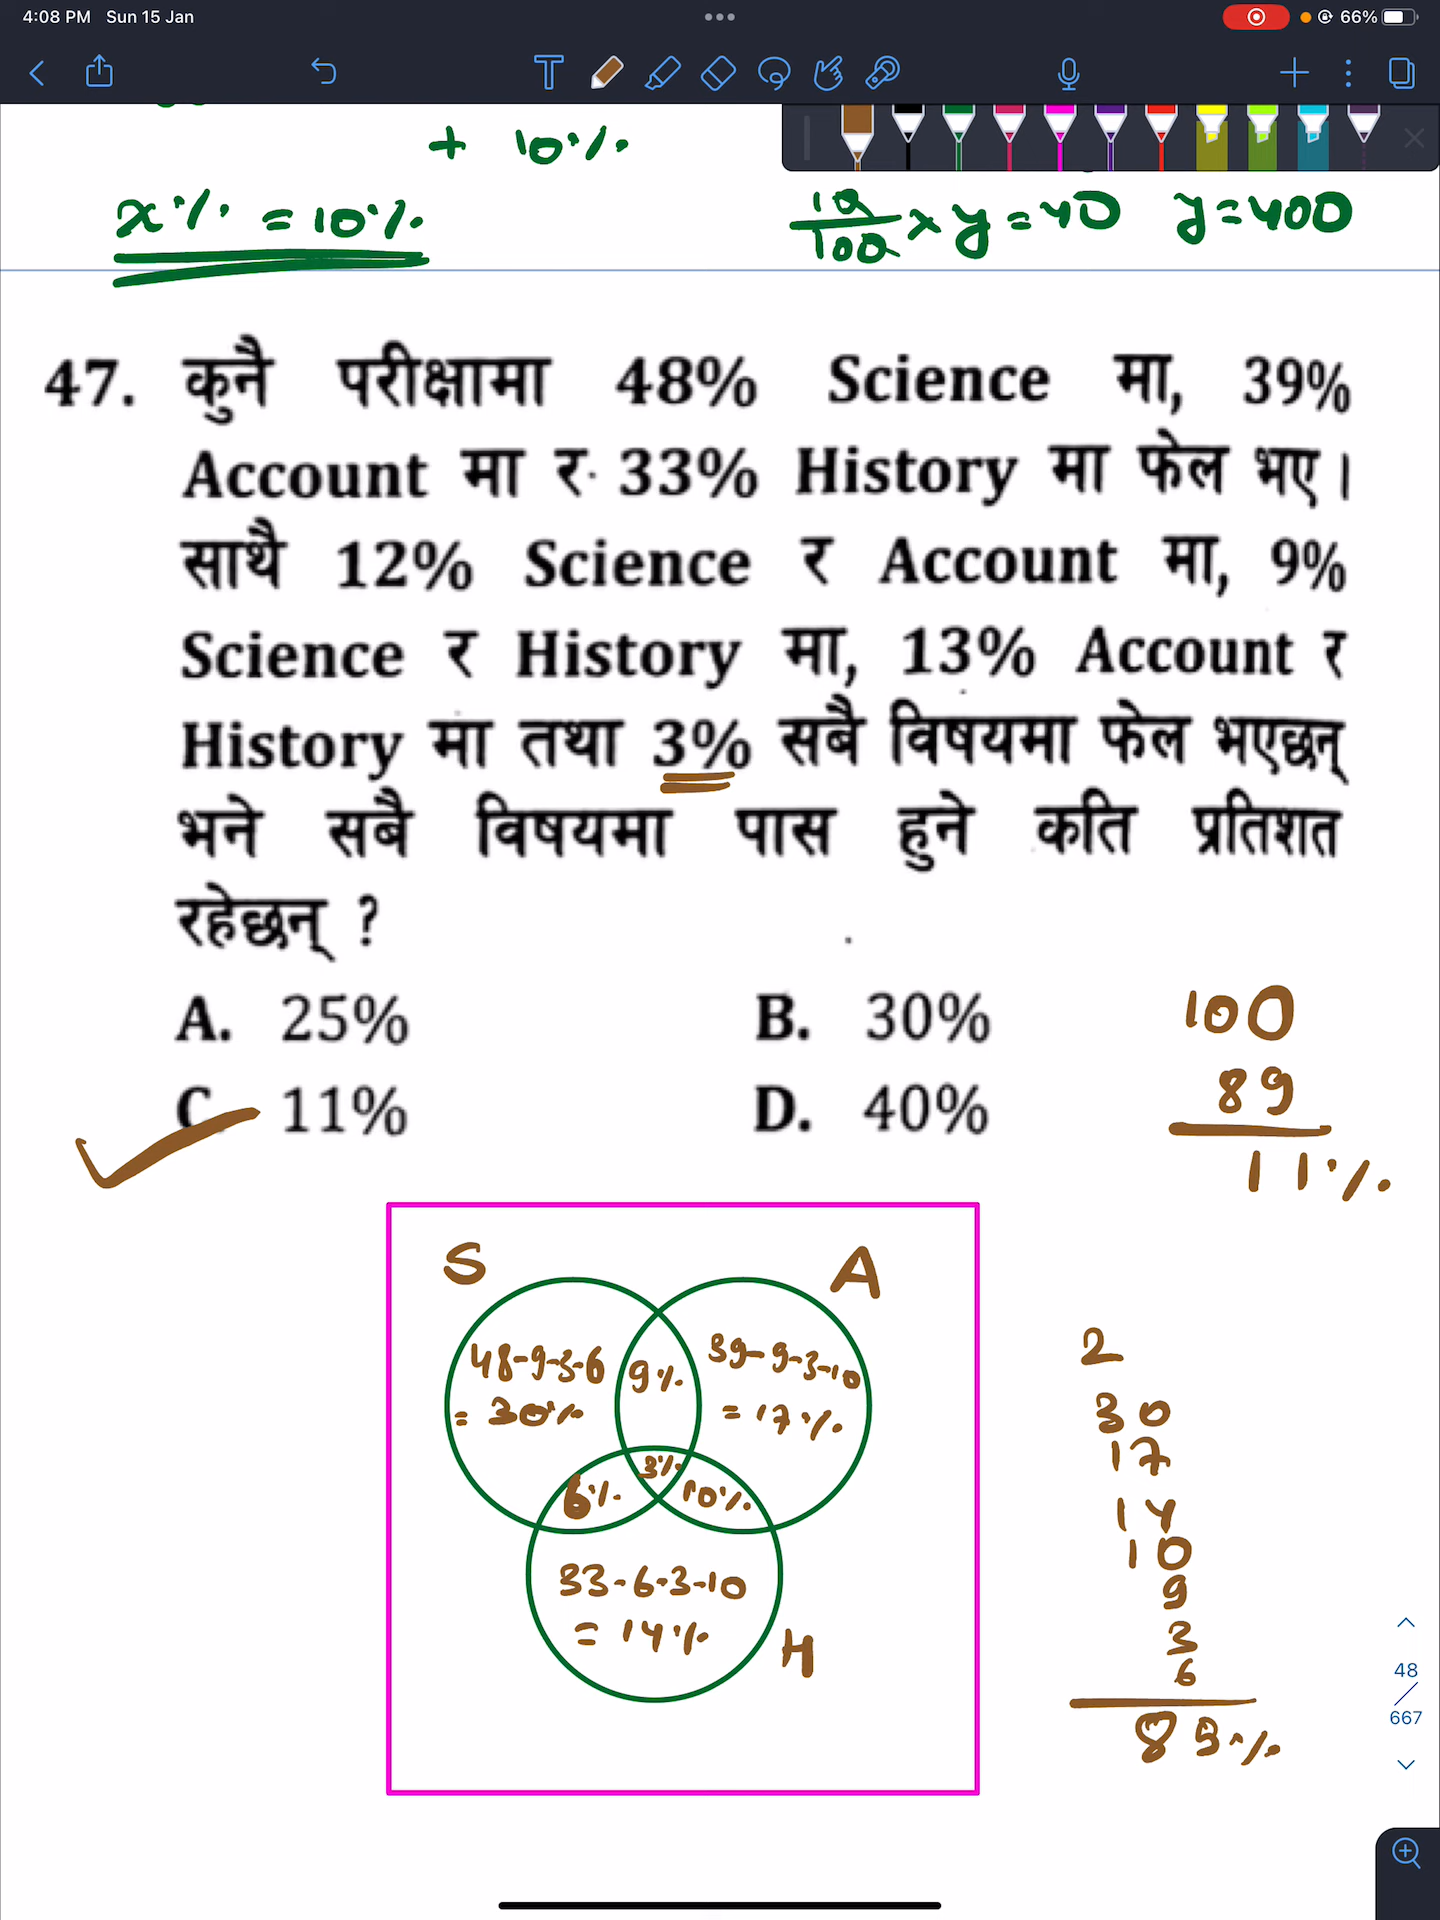 4:08 PM Sun 15 Jan
66%
+ 10%
x% = 10%
10/100 × y = 40 y = 400
47. कुनै परीक्षामा 48% Science मा, 39%
Account मा र 33% History मा फेल भए।
साथै 12% Science र Account मा, 9%
Science र History मा, 13% Account र
History मा तथा 3% सबै विषयमा फेल भएछन्
भने सबै विषयमा पास हुने कति प्रतिशत
रहेछन् ?
A. 25% B. 30%
C. 11% D. 40%
100
89
11%
S A
48-9-3-6
= 30%
9%
39-9-3-10
= 17%
3%
6%
10%
33-6-3-10
= 14%
H
2
30
17
14
10
9
3
6
89%
48
/
667